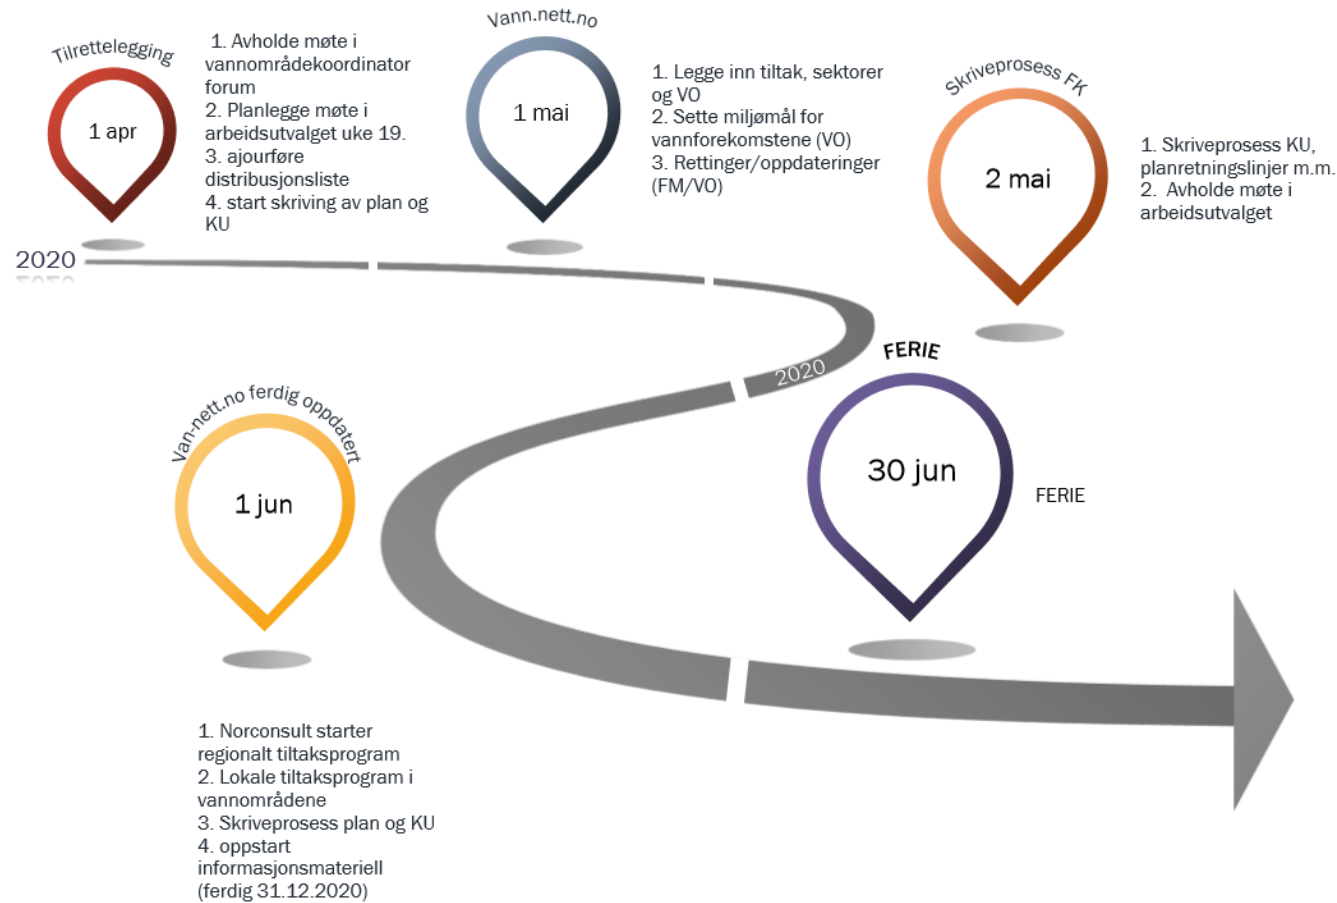 Tilrettelegging
1 apr
1. Avholde møte i
vannområdekoordinator
forum
2. Planlegge møte i
arbeidsutvalget uke 19.
3. ajourføre
distribusjonsliste
4. start skriving av plan og
KU
Vann.nett.no
1 mai
1. Legge inn tiltak, sektorer
og VO
2. Sette miljømål for
vannforekomstene (VO)
3. Rettinger/oppdateringer
(FM/VO)
Skriveprosess FK
2 mai
1. Skriveprosess KU,
planretningslinjer m.m.
2. Avholde møte i
arbeidsutvalget
2020
2020
Van-nett.no ferdig oppdatert
1 jun
1. Norconsult starter
regionalt tiltaksprogram
2. Lokale tiltaksprogram i
vannområdene
3. Skriveprosess plan og KU
4. oppstart
informasjonsmateriell
(ferdig 31.12.2020)
FERIE
30 jun
FERIE